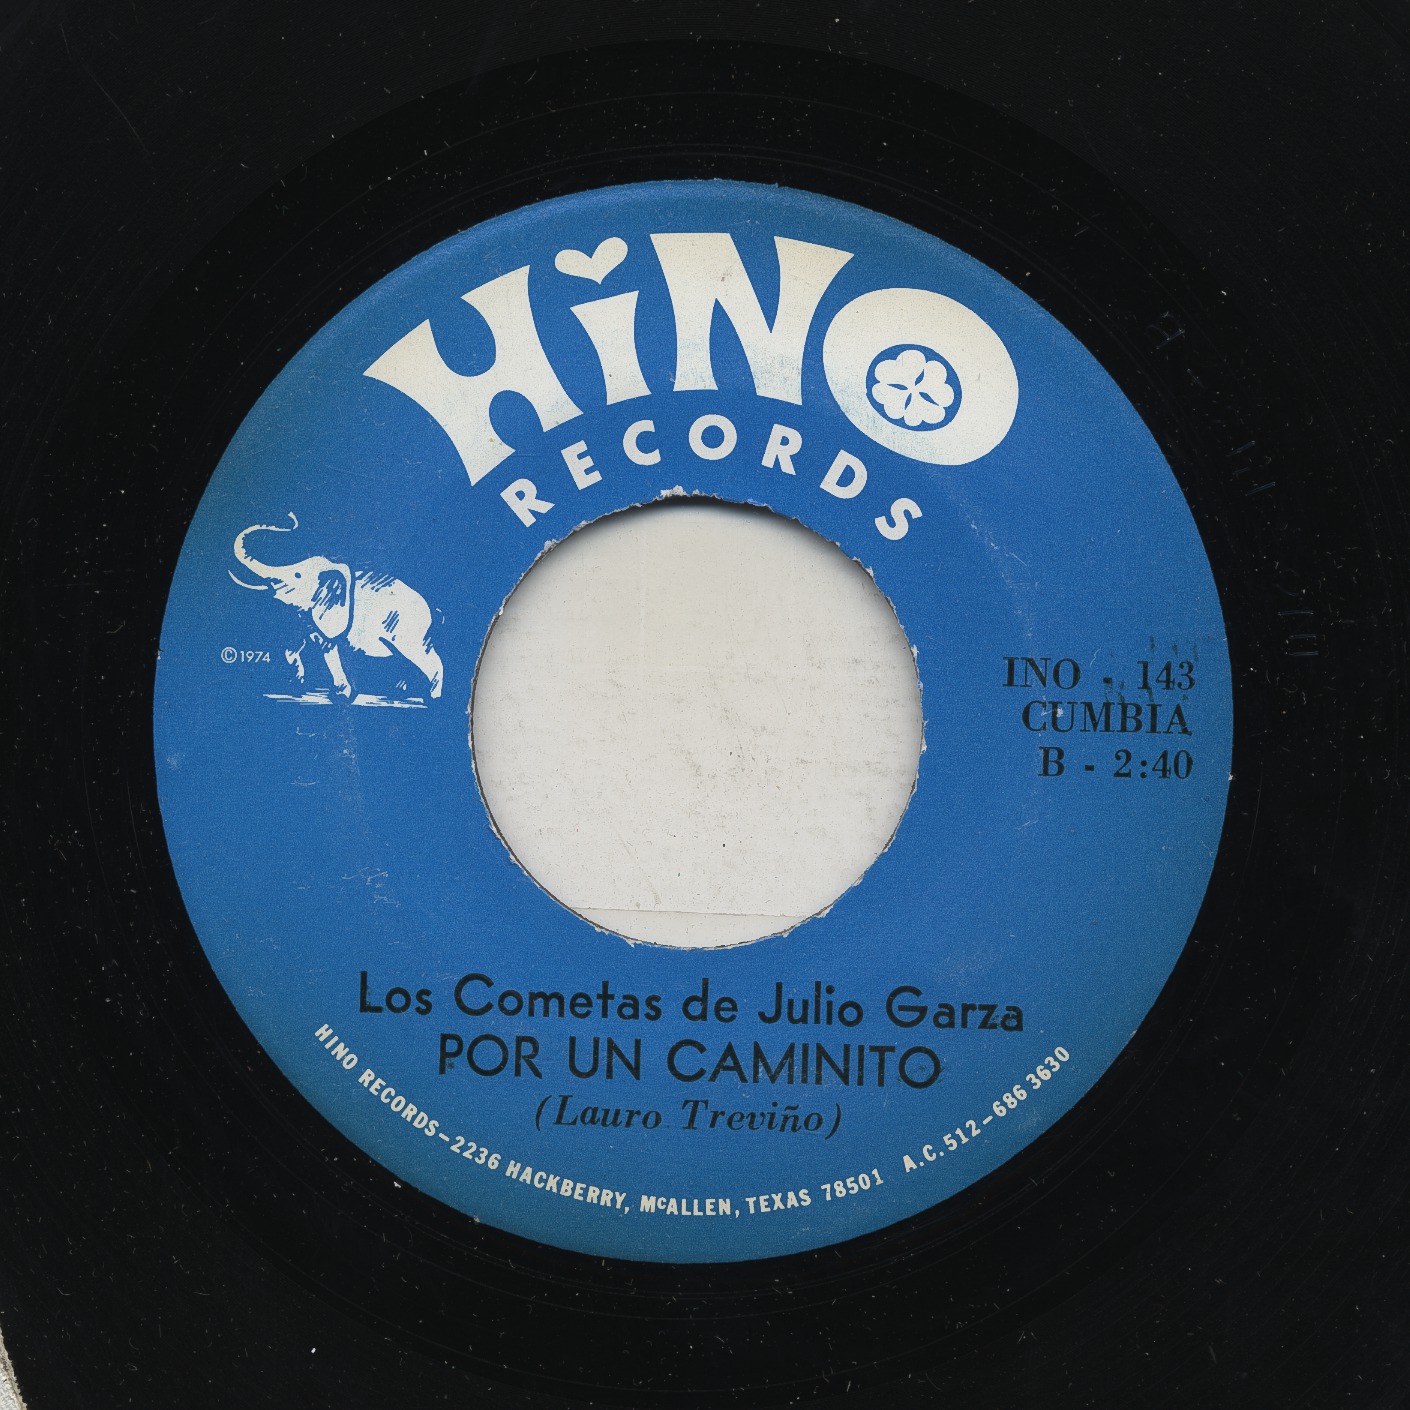 HiNO
RECORDS
©1974
INO - 143
CUMBIA
B - 2:40
Los Cometas de Julio Garza
POR UN CAMINITO
(Lauro Treviño)
HINO RECORDS—2236 HACKBERRY, McALLEN, TEXAS 78501 A.C. 512—686 3630